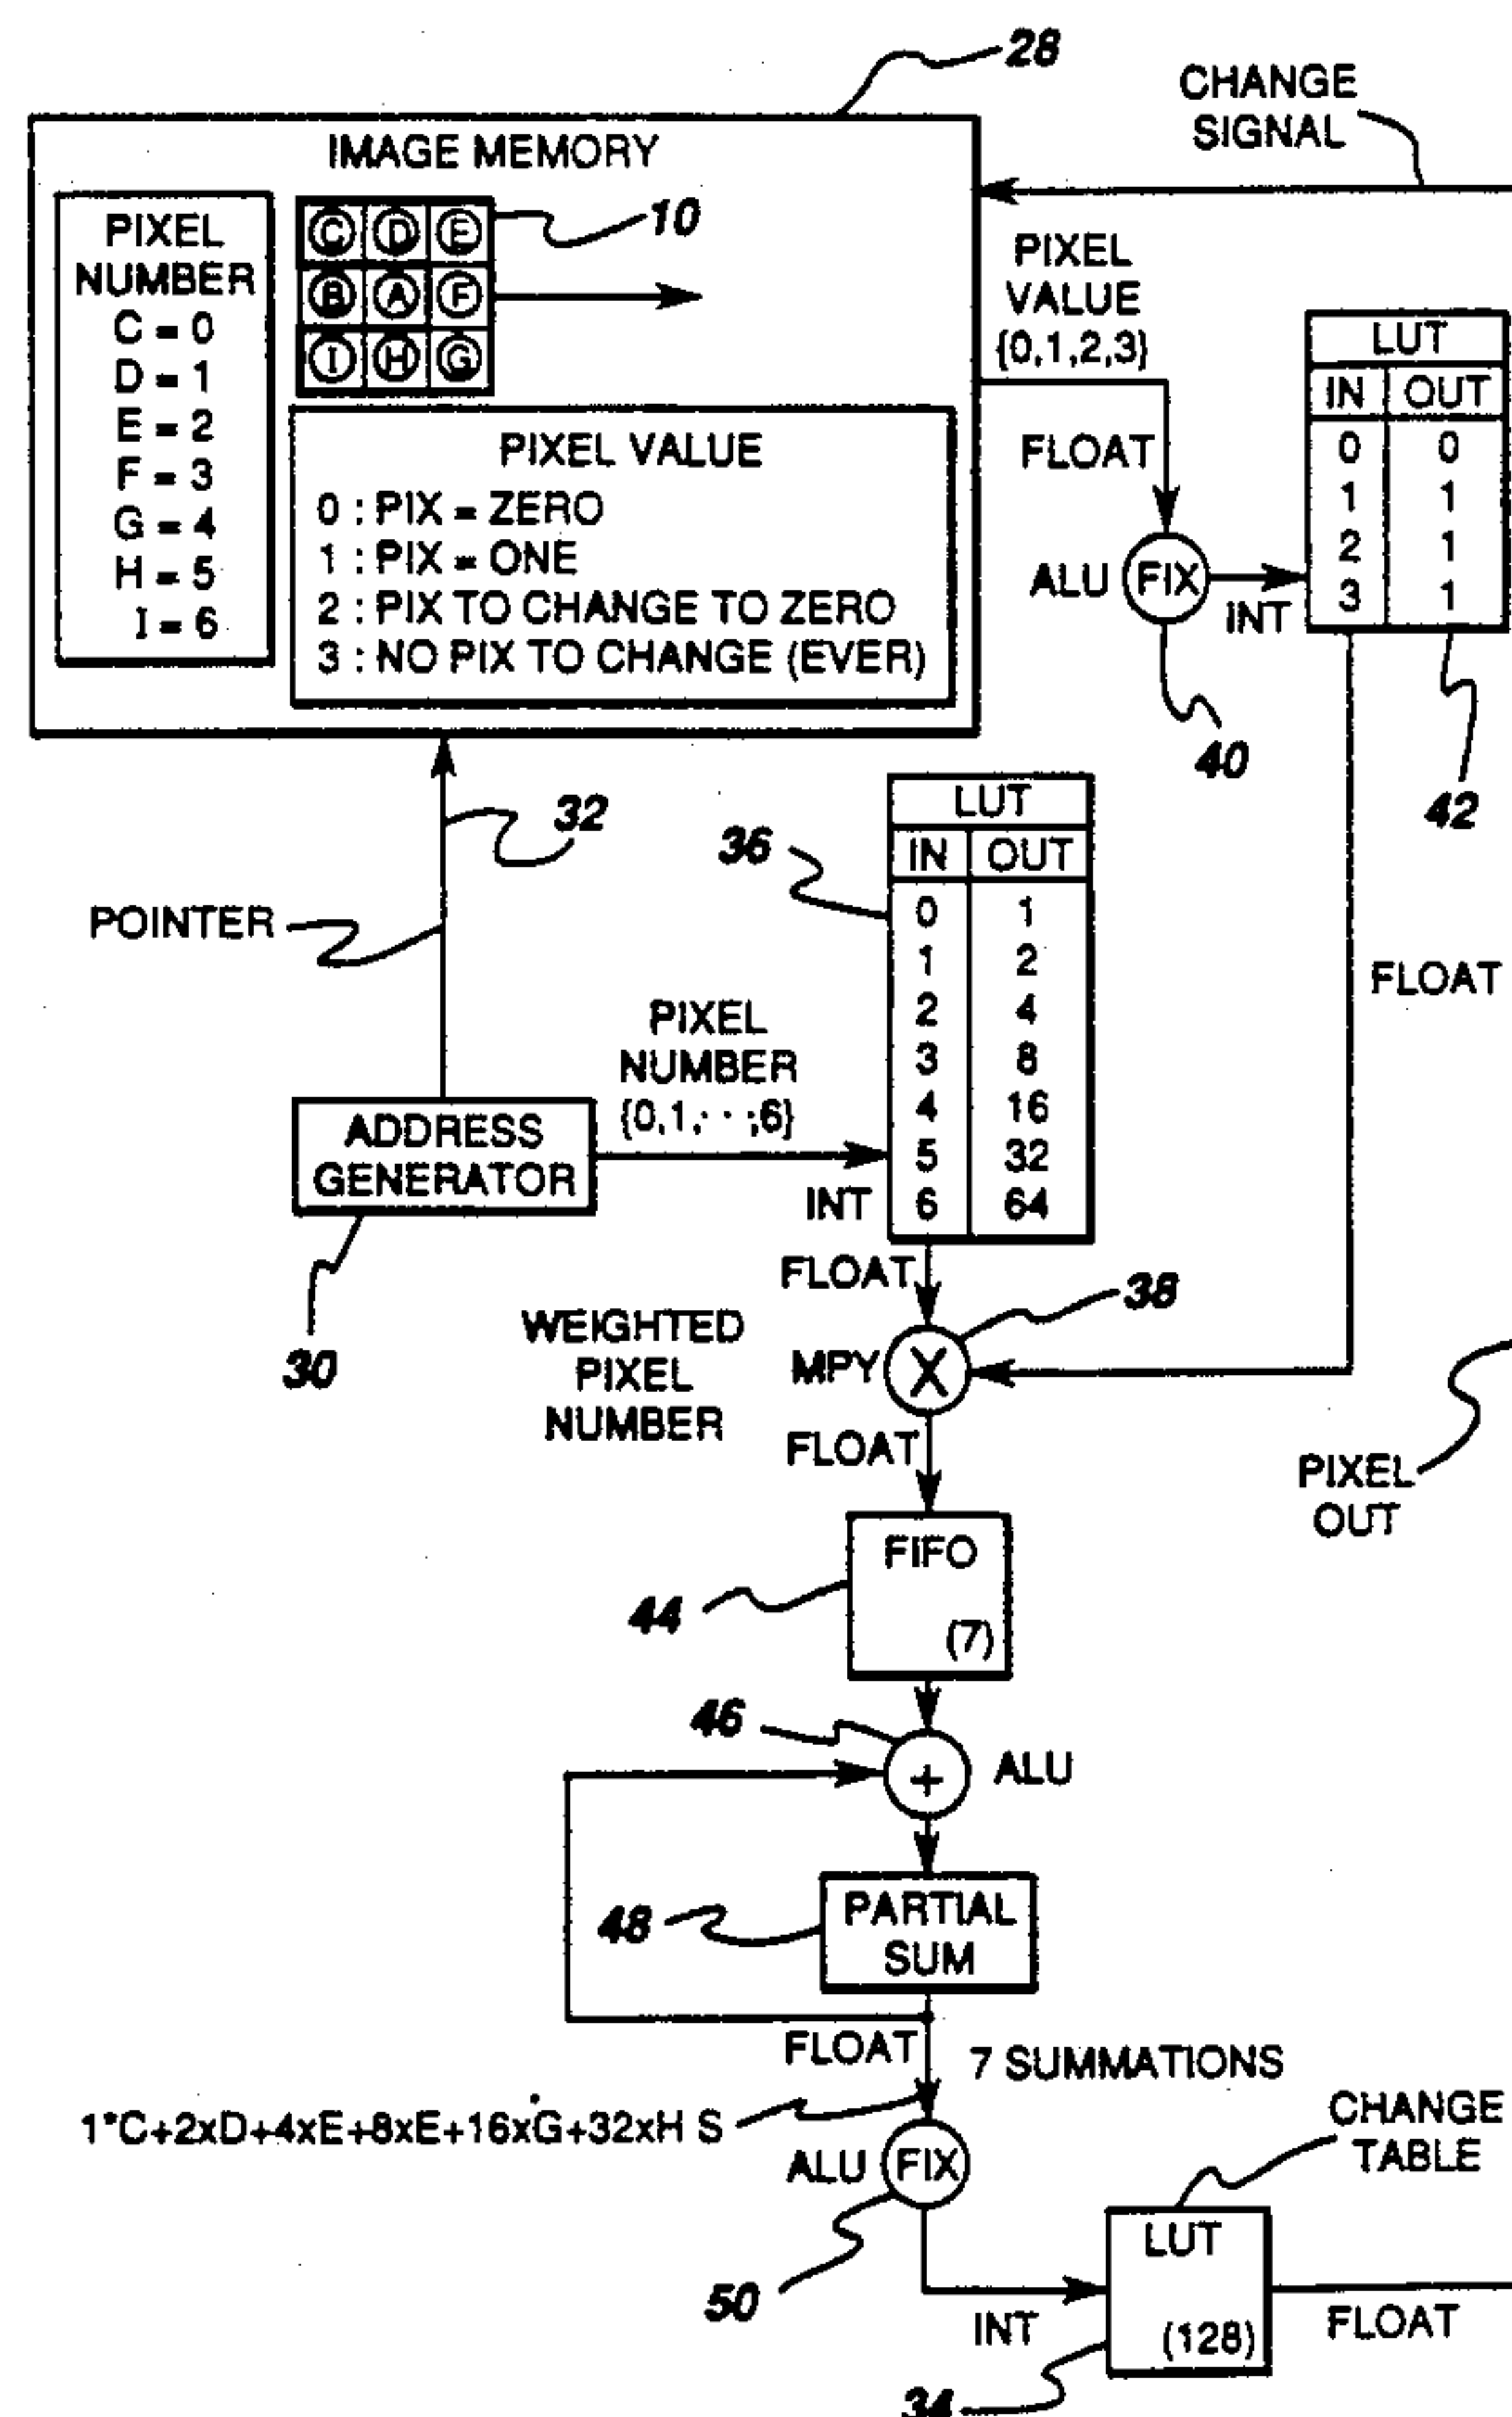 28
CHANGE
SIGNAL
IMAGE MEMORY
PIXEL
NUMBER
C = 0
D = 1
E = 2
F = 3
G = 4
H = 5
I = 6
C D E
B A F
I H G
10
PIXEL VALUE
0 : PIX = ZERO
1 : PIX = ONE
2 : PIX TO CHANGE TO ZERO
3 : NO PIX TO CHANGE (EVER)
PIXEL
VALUE
{0,1,2,3}
FLOAT
ALU
FIX
INT
40
LUT
IN OUT
0 0
1 1
2 1
3 1
42
FLOAT
32
POINTER
ADDRESS
GENERATOR
30
PIXEL
NUMBER
{0,1,· · ·;6}
INT
36
LUT
IN OUT
0 1
1 2
2 4
3 8
4 16
5 32
6 64
FLOAT
38
WEIGHTED
PIXEL
NUMBER
MPY
X
FLOAT
PIXEL
OUT
FIFO
(7)
44
46
+
ALU
48
PARTIAL
SUM
FLOAT
7 SUMMATIONS
1*C+2xD+4xE+8xE+16xG+32xH S
ALU
FIX
50
INT
CHANGE
TABLE
LUT
(128)
FLOAT
34